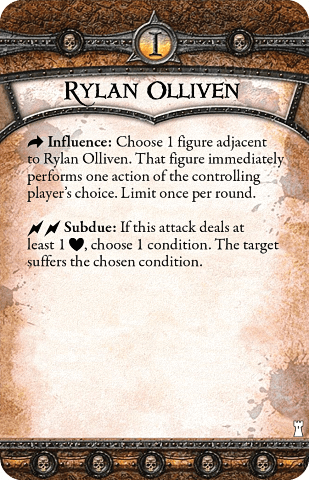 I
Rylan Olliven
Influence: Choose 1 figure adjacent
to Rylan Olliven. That figure immediately
performs one action of the controlling
player's choice. Limit once per round.
Subdue: If this attack deals at
least 1 , choose 1 condition. The target
suffers the chosen condition.